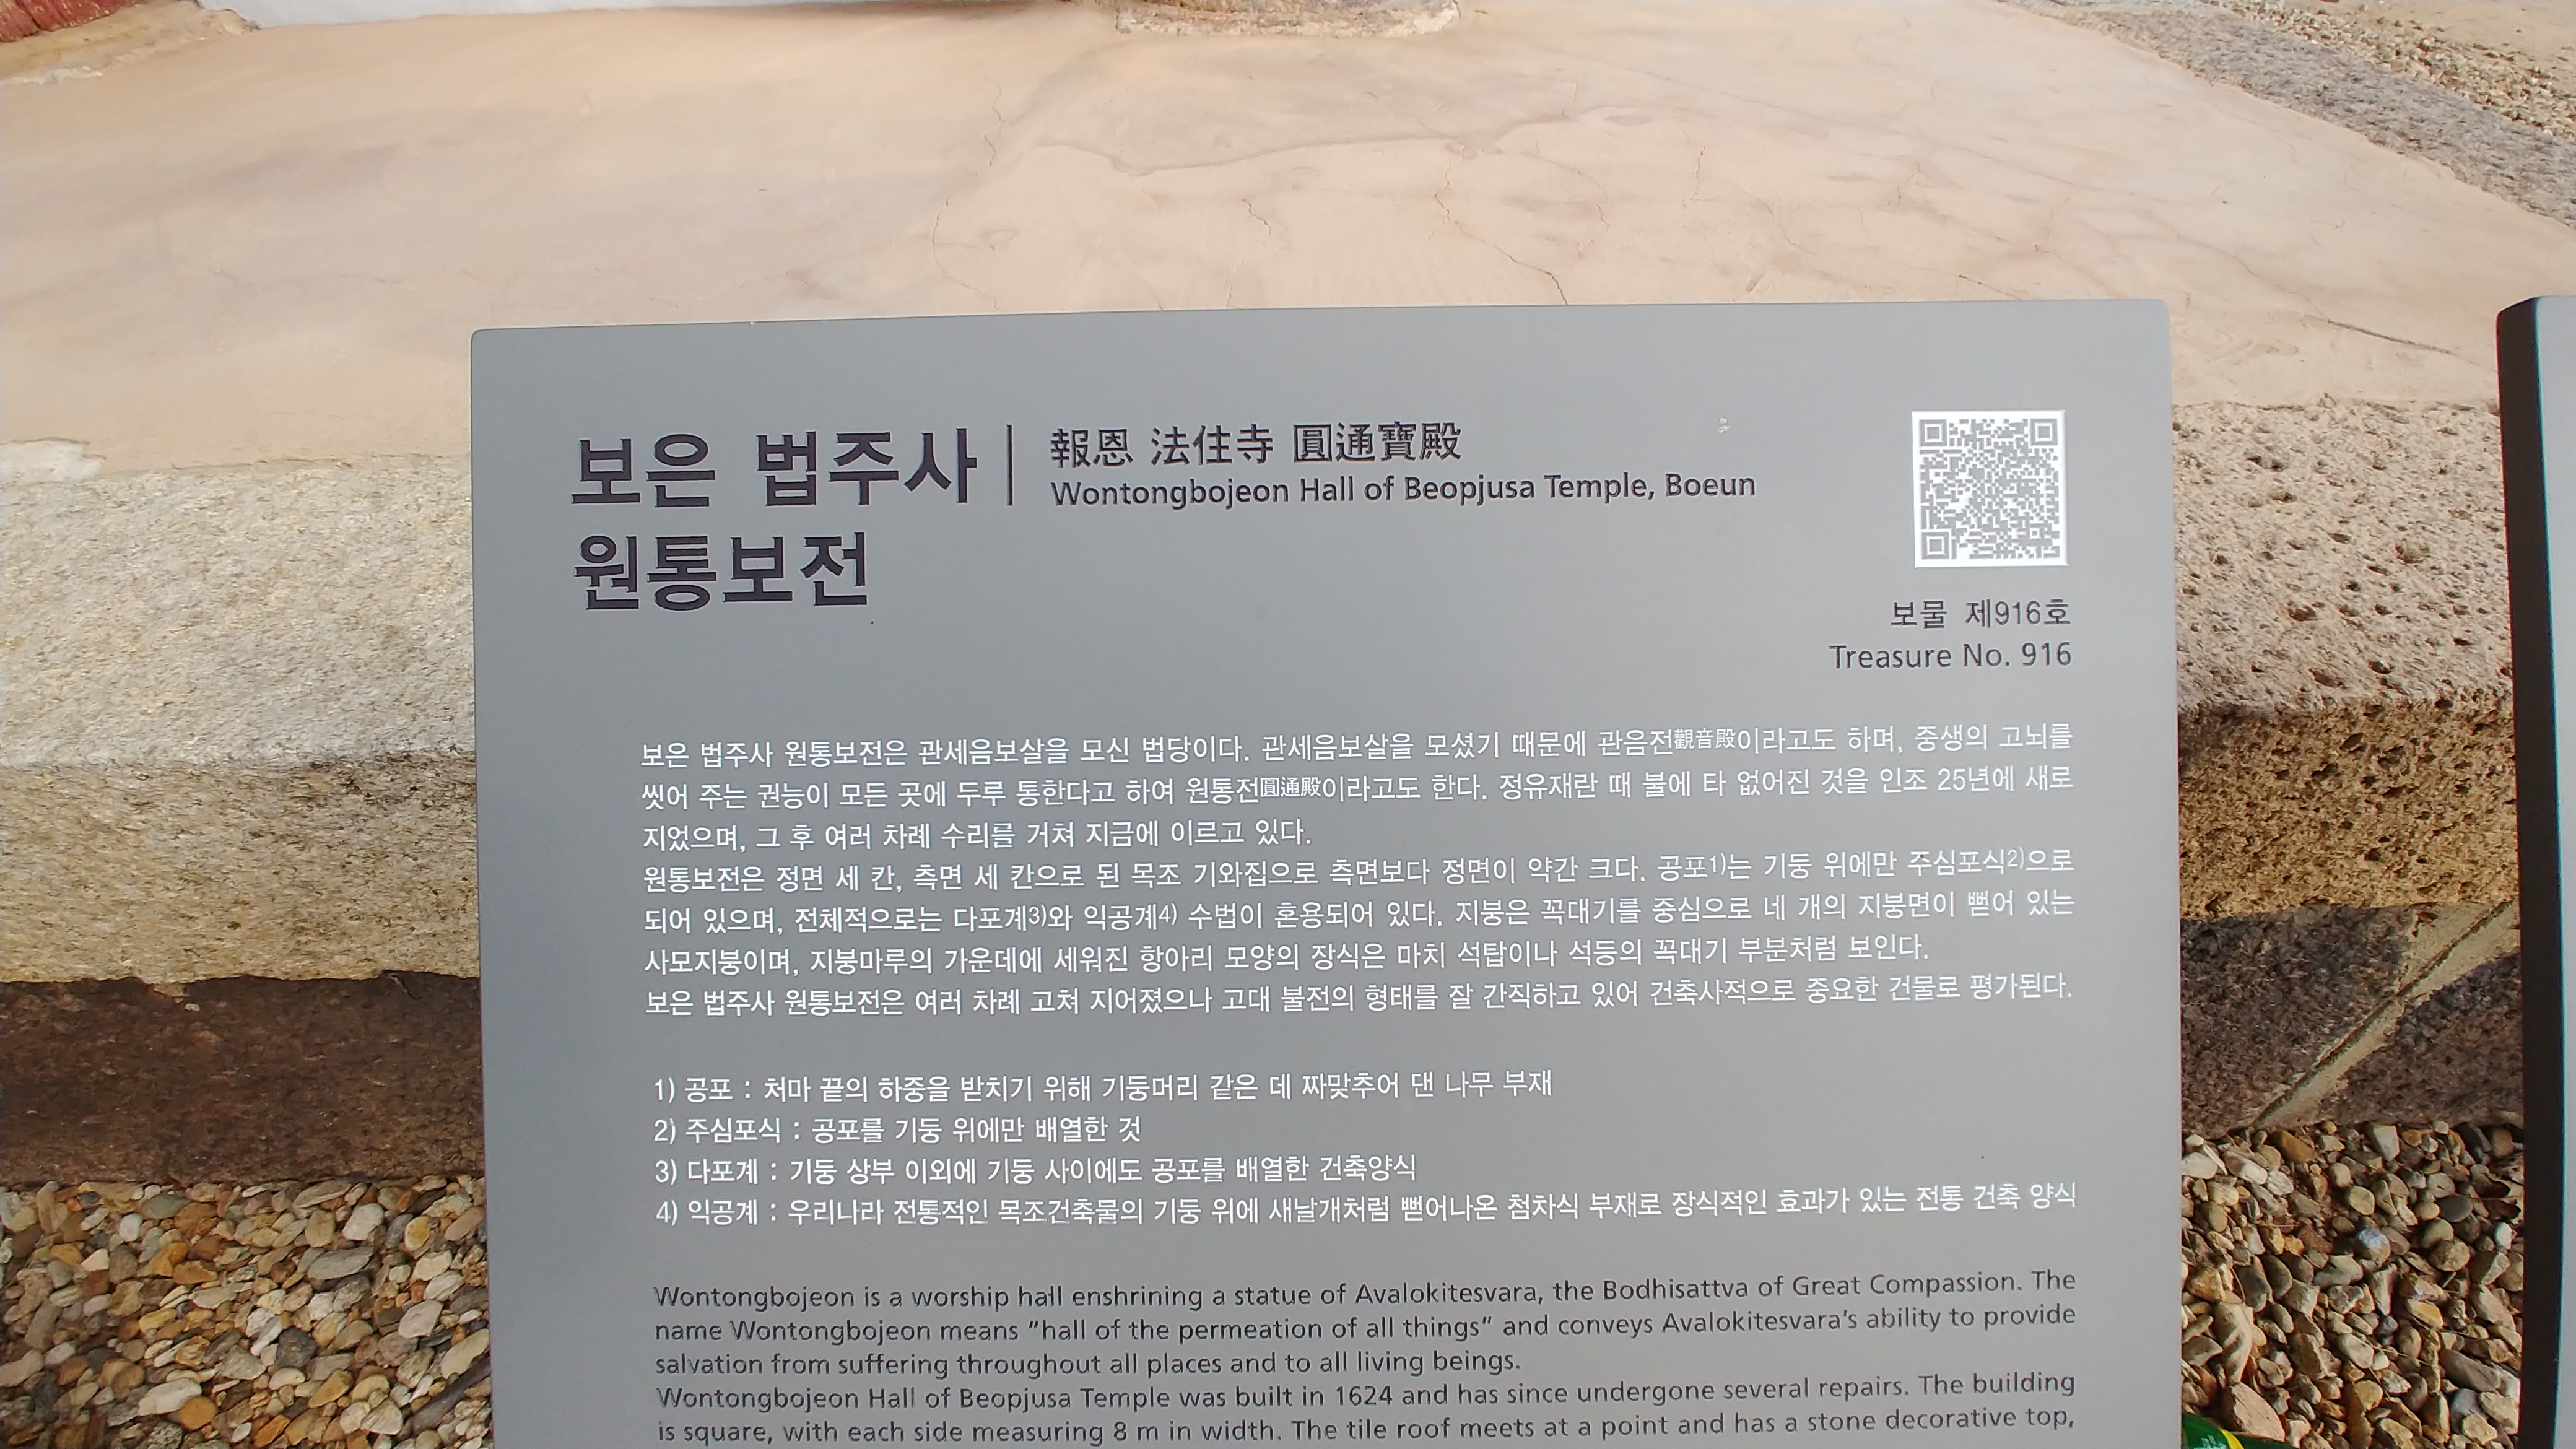 보은 법주사
원통보전
報恩 法住寺 圓通寶殿
Wontongbojeon Hall of Beopjusa Temple, Boeun
보물 제916호
Treasure No. 916
보은 법주사 원통보전은 관세음보살을 모신 법당이다. 관세음보살을 모셨기 때문에 관음전觀音殿이라고도 하며, 중생의 고뇌를
씻어 주는 권능이 모든 곳에 두루 통한다고 하여 원통전圓通殿이라고도 한다. 정유재란 때 불에 타 없어진 것을 인조 25년에 새로
지었으며, 그 후 여러 차례 수리를 거쳐 지금에 이르고 있다.
원통보전은 정면 세 칸, 측면 세 칸으로 된 목조 기와집으로 측면보다 정면이 약간 크다. 공포1)는 기둥 위에만 주심포식2)으로
되어 있으며, 전체적으로는 다포계3)와 익공계4) 수법이 혼용되어 있다. 지붕은 꼭대기를 중심으로 네 개의 지붕면이 뻗어 있는
사모지붕이며, 지붕마루의 가운데에 세워진 항아리 모양의 장식은 마치 석탑이나 석등의 꼭대기 부분처럼 보인다.
보은 법주사 원통보전은 여러 차례 고쳐 지어졌으나 고대 불전의 형태를 잘 간직하고 있어 건축사적으로 중요한 건물로 평가된다.
1) 공포 : 처마 끝의 하중을 받치기 위해 기둥머리 같은 데 짜맞추어 댄 나무 부재
2) 주심포식 : 공포를 기둥 위에만 배열한 것
3) 다포계 : 기둥 상부 이외에 기둥 사이에도 공포를 배열한 건축양식
4) 익공계 : 우리나라 전통적인 목조건축물의 기둥 위에 새날개처럼 뻗어나온 첨차식 부재로 장식적인 효과가 있는 전통 건축 양식
Wontongbojeon is a worship hall enshrining a statue of Avalokitesvara, the Bodhisattva of Great Compassion. The
name Wontongbojeon means “hall of the permeation of all things” and conveys Avalokitesvara’s ability to provide
salvation from suffering throughout all places and to all living beings.
Wontongbojeon Hall of Beopjusa Temple was built in 1624 and has since undergone several repairs. The building
is square, with each side measuring 8 m in width. The tile roof meets at a point and has a stone decorative top,